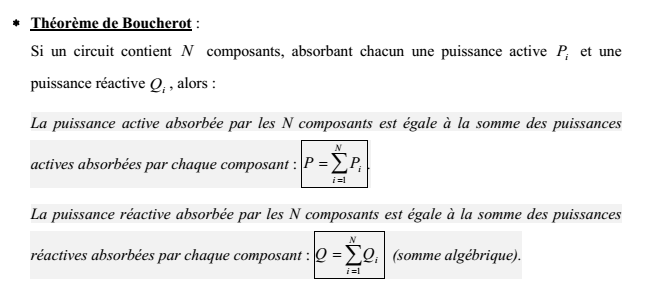 * Théorème de Boucherot :
Si un circuit contient N composants, absorbant chacun une puissance active P_i et une
puissance réactive Q_i , alors :
La puissance active absorbée par les N composants est égale à la somme des puissances
actives absorbées par chaque composant : P = \sum_{i=1}^{N} P_i .
La puissance réactive absorbée par les N composants est égale à la somme des puissances
réactives absorbées par chaque composant : Q = \sum_{i=1}^{N} Q_i (somme algébrique).